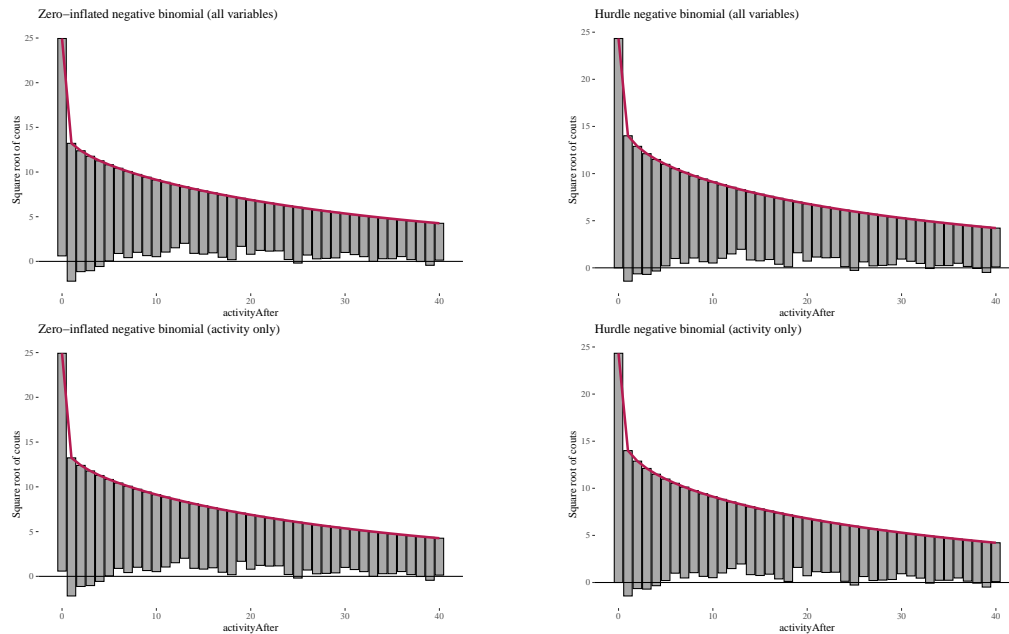 Zero−inflated negative binomial (all variables)
25
20
15
10
5
0
Square root of couts
0 10 20 30 40
activityAfter
Hurdle negative binomial (all variables)
25
20
15
10
5
0
Square root of couts
0 10 20 30 40
activityAfter
Zero−inflated negative binomial (activity only)
25
20
15
10
5
0
Square root of couts
0 10 20 30 40
activityAfter
Hurdle negative binomial (activity only)
25
20
15
10
5
0
Square root of couts
0 10 20 30 40
activityAfter